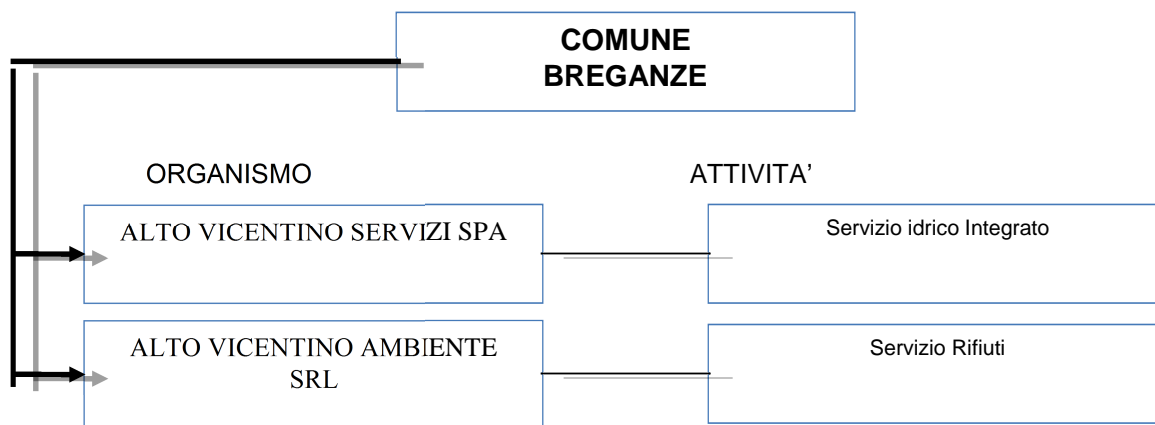 COMUNE
BREGANZE
ORGANISMO
ATTIVITA’
ALTO VICENTINO SERVIZI SPA
Servizio idrico Integrato
ALTO VICENTINO AMBIENTE
SRL
Servizio Rifiuti